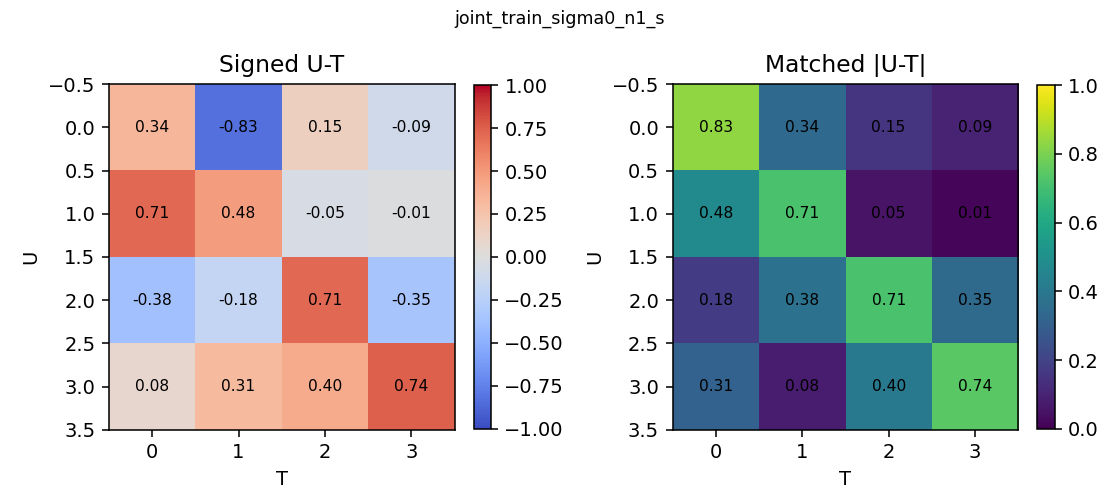 joint_train_sigma0_n1_s
Signed U-T
−0.5
0.0
0.5
1.0
1.5
2.0
2.5
3.0
3.5
U
0.34 -0.83 0.15 -0.09
0.71 0.48 -0.05 -0.01
-0.38 -0.18 0.71 -0.35
0.08 0.31 0.40 0.74
0 1 2 3
T
1.00
0.75
0.50
0.25
0.00
−0.25
−0.50
−0.75
−1.00
Matched |U-T|
−0.5
0.0
0.5
1.0
1.5
2.0
2.5
3.0
3.5
U
0.83 0.34 0.15 0.09
0.48 0.71 0.05 0.01
0.18 0.38 0.71 0.35
0.31 0.08 0.40 0.74
0 1 2 3
T
1.0
0.8
0.6
0.4
0.2
0.0